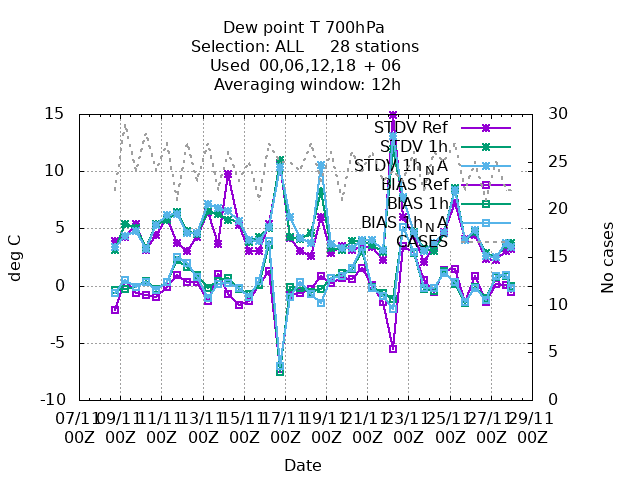 Dew point T 700hPa
Selection: ALL 28 stations
Used 00,06,12,18 + 06
Averaging window: 12h
15
10
5
0
-5
-10
deg C
30
25
20
15
10
5
0
No cases
STDV Ref
STDV 1h
STDV 1h_NA
BIAS Ref
BIAS 1h
BIAS 1h_NA
CASES
07/11 09/11 11/11 13/11 15/11 17/11 19/11 21/11 23/11 25/11 27/11 29/11
00Z 00Z 00Z 00Z 00Z 00Z 00Z 00Z 00Z 00Z 00Z 00Z
Date